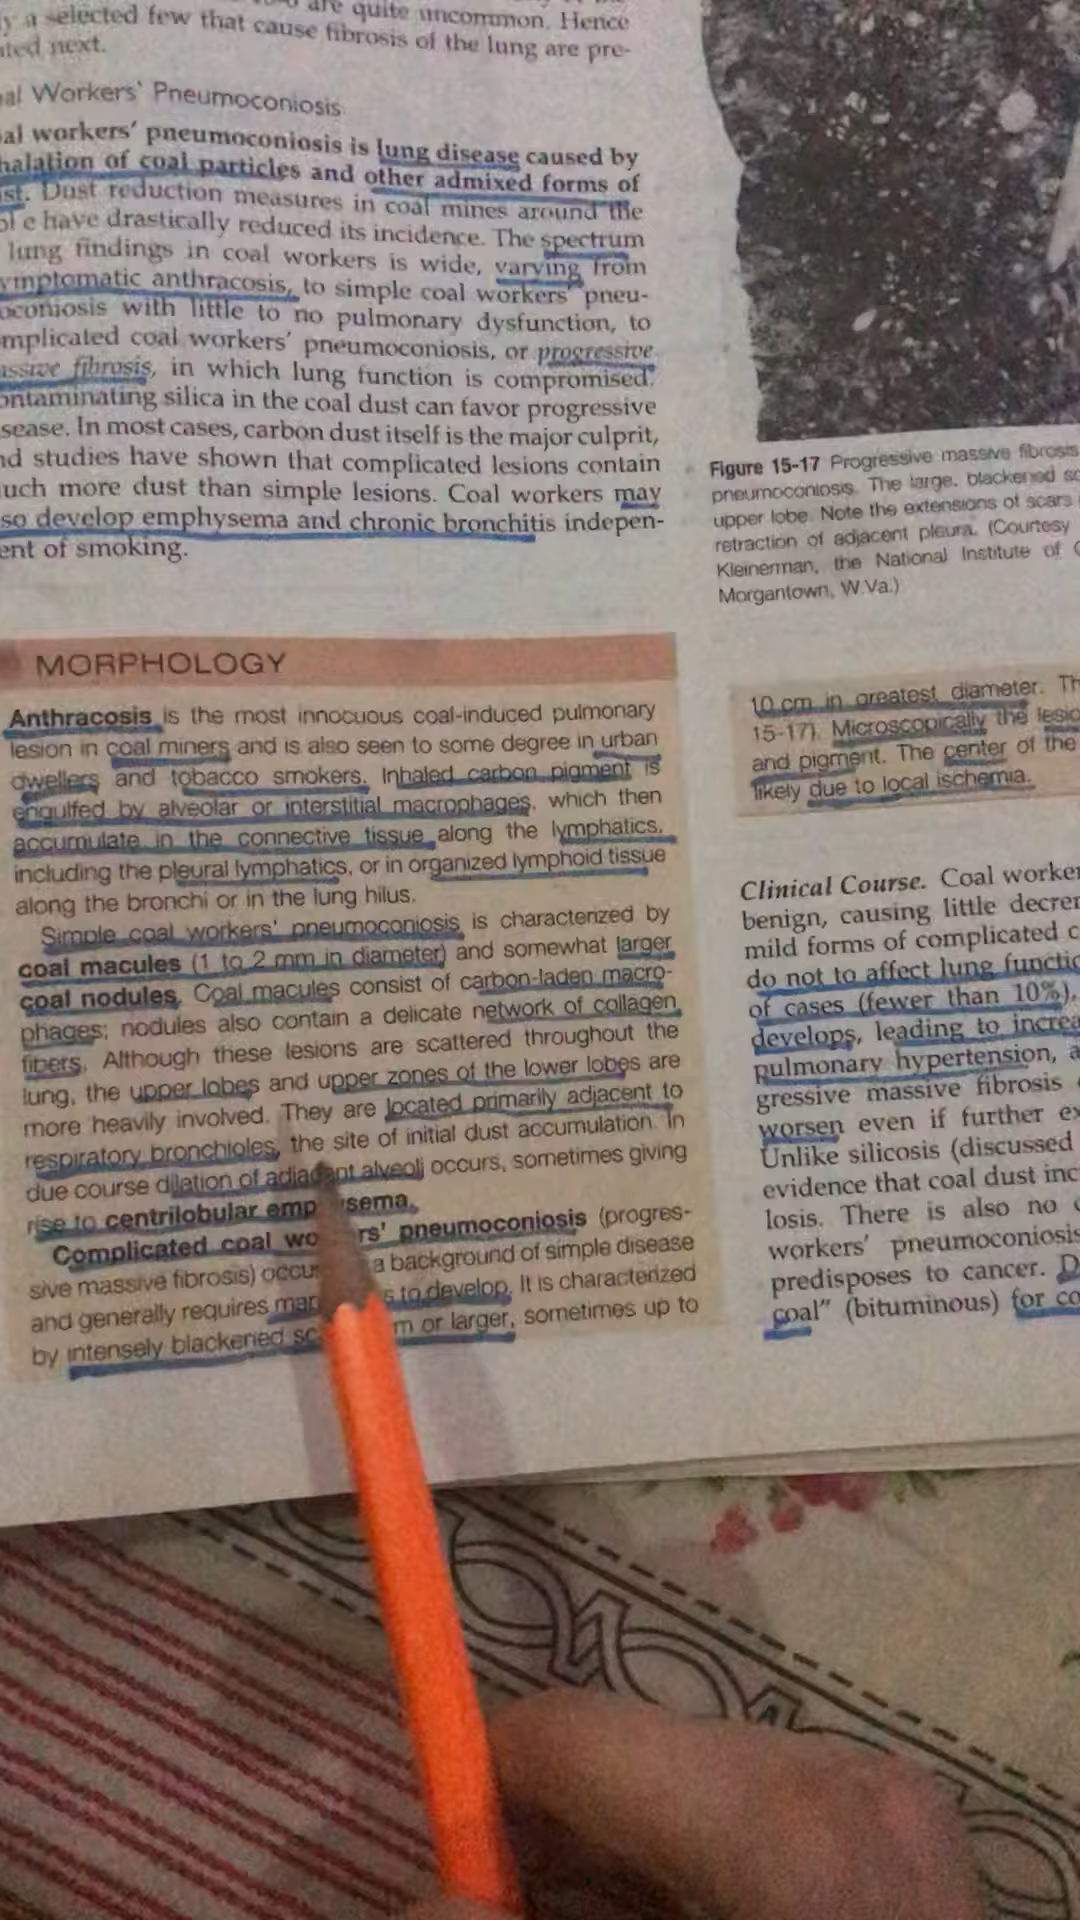 are quite uncommon. Hence
y a selected few that cause fibrosis of the lung are pre-
ated next.
al Workers' Pneumoconiosis
al workers' pneumoconiosis is lung disease caused by
halation of coal particles and other admixed forms of
st. Dust reduction measures in coal mines around the
have drastically reduced its incidence. The spectrum
lung findings in coal workers is wide, varying from
ymptomatic anthracosis, to simple coal workers' pneu-
oconiosis with little to no pulmonary dysfunction, to
mplicated coal workers' pneumoconiosis, or progressive
assive fibrosis, in which lung function is compromised.
ontaminating silica in the coal dust can favor progressive
sease. In most cases, carbon dust itself is the major culprit,
nd studies have shown that complicated lesions contain
uch more dust than simple lesions. Coal workers may
so develop emphysema and chronic bronchitis indepen-
ent of smoking.
MORPHOLOGY
Anthracosis is the most innocuous coal-induced pulmonary
lesion in coal miners and is also seen to some degree in urban
dwellers and tobacco smokers. Inhaled carbon pigment is
engulfed by alveolar or interstitial macrophages, which then
accumulate in the connective tissue along the lymphatics,
including the pleural lymphatics, or in organized lymphoid tissue
along the bronchi or in the lung hilus.
Simple coal workers' pneumoconiosis is characterized by
coal macules (1 to 2 mm in diameter) and somewhat larger
coal nodules. Coal macules consist of carbon-laden macro-
phages; nodules also contain a delicate network of collagen
fibers. Although these lesions are scattered throughout the
lung, the upper lobes and upper zones of the lower lobes are
more heavily involved. They are located primarily adjacent to
respiratory bronchioles, the site of initial dust accumulation. In
due course dilation of adjacent alveoli occurs, sometimes giving
rise to centrilobular emp sema.
Complicated coal wo rs' pneumoconiosis (progres-
sive massive fibrosis) occu a background of simple disease
and generally requires s to develop. It is characterized
by intensely blackened sc m or larger, sometimes up to
Figure 15-17 Progressive massive fibrosis
pneumoconiosis. The large, blackened sc
upper lobe. Note the extensions of scars
retraction of adjacent pleura. (Courtesy
Kleinerman, the National Institute of
Morgantown, W.Va.)
10 cm in greatest diameter. Th
15-17). Microscopically the lesio
and pigment. The center of the
likely due to local ischemia.
Clinical Course. Coal worker
benign, causing little decre
mild forms of complicated c
do not to affect lung functio
of cases (fewer than 10%),
develops, leading to increa
pulmonary hypertension, a
gressive massive fibrosis
worsen even if further ex
Unlike silicosis (discussed
evidence that coal dust inc
losis. There is also no
workers' pneumoconiosis
predisposes to cancer. D
coal" (bituminous) for co